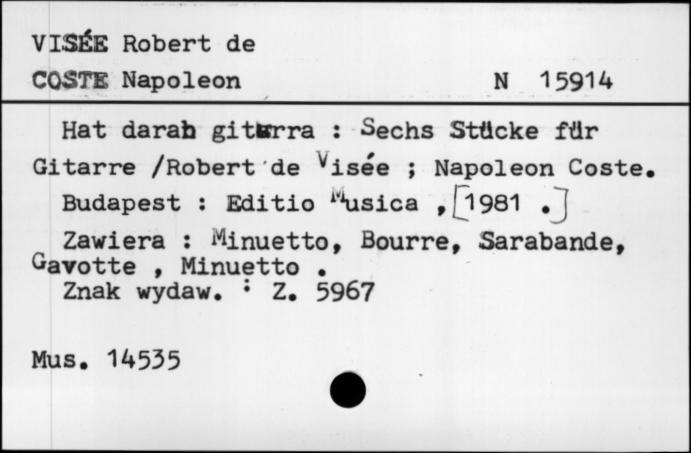 VISÉE Robert de
COSTE Napoleon N 15914
Hat darab gitarra : Sechs Stücke für
Gitarre /Robert de Visée ; Napoleon Coste.
Budapest : Editio Musica ,[1981 .]
Zawiera : Minuetto, Bourre, Sarabande,
Gavotte , Minuetto .
Znak wydaw. : Z. 5967
Mus. 14535